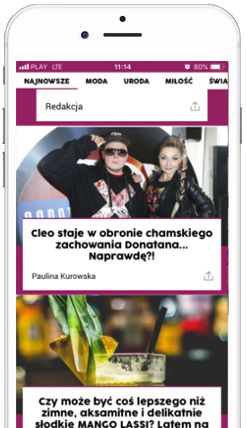 PLAY LTE 11:14 80%
NAJNOWSZE MODA URODA MIŁOŚĆ ŚWIA
Redakcja
Cleo staje w obronie chamskiego
zachowania Donatana...
Naprawdę?!
Paulina Kurowska
Czy może być coś lepszego niż
zimne, aksamitne i delikatnie
słodkie MANGO LASSI? Latem na